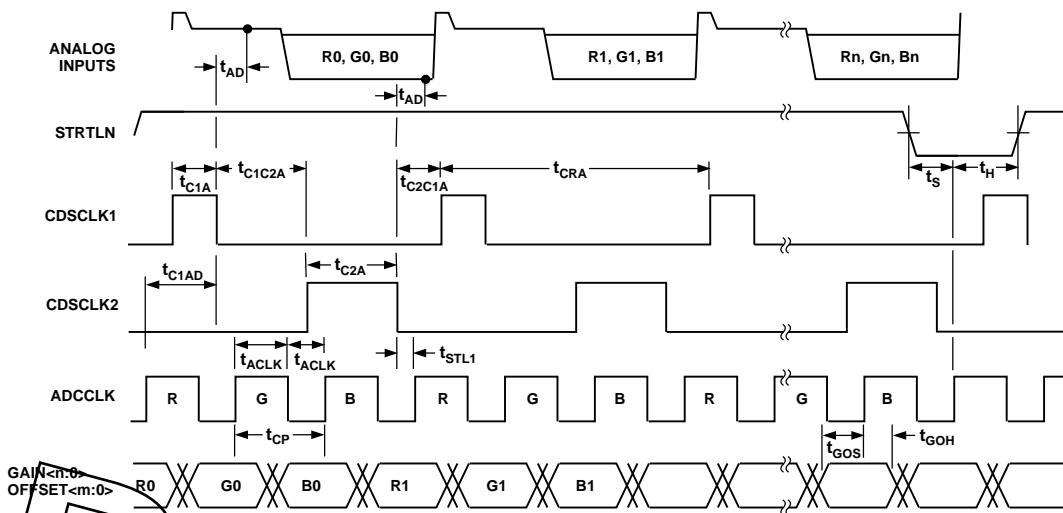 ANALOG
INPUTS
R0, G0, B0
R1, G1, B1
Rn, Gn, Bn
tAD
tAD
STRTLN
tC1A
tC1C2A
tC2C1A
tCRA
tS
tH
CDSCLK1
tC1AD
tC2A
CDSCLK2
tACLK
tACLK
tSTL1
ADCCLK
R
G
B
R
G
B
R
G
B
tCP
tGOS
tGOH
GAIN<n:0>
OFFSET<m:0>
R0
G0
B0
R1
G1
B1